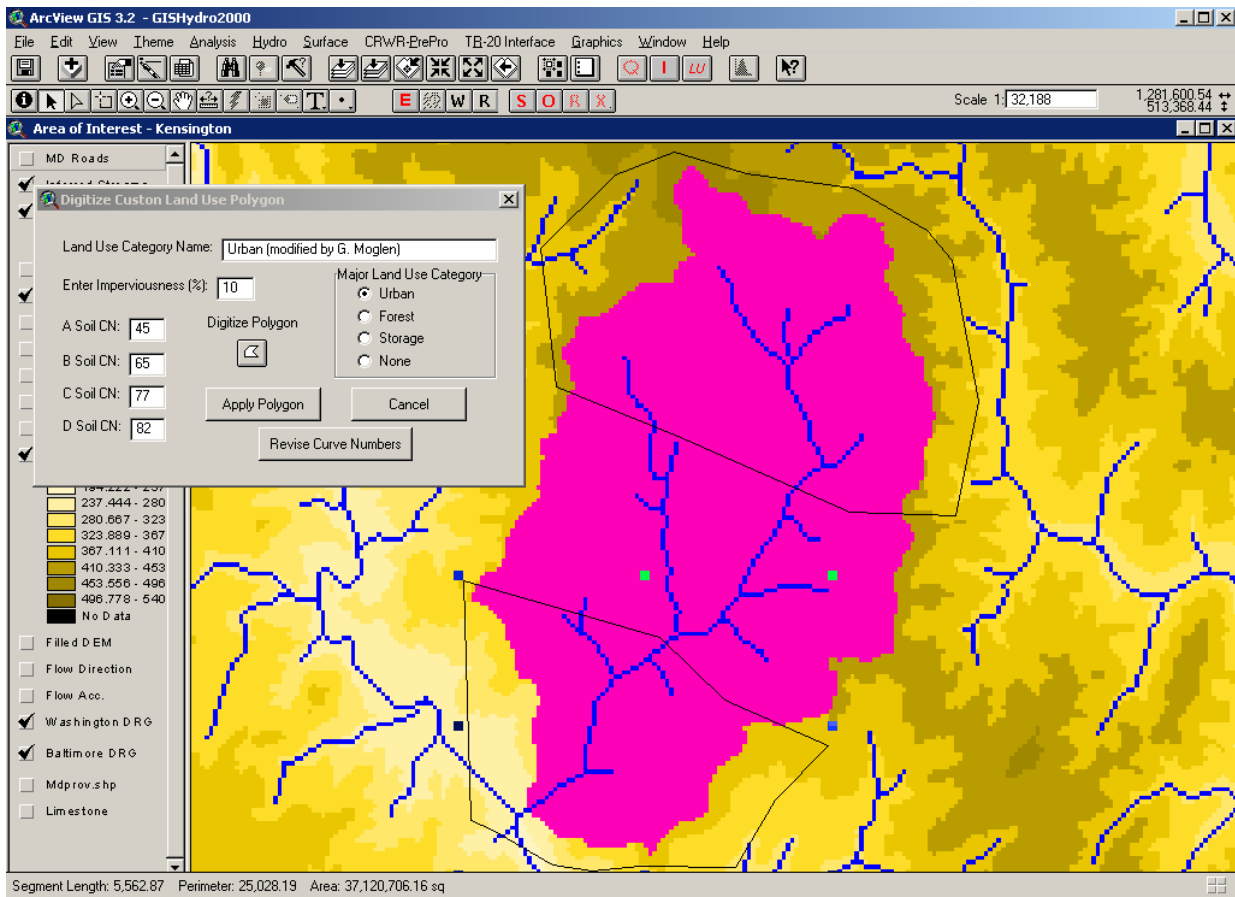 ArcView GIS 3.2 - GISHydro2000
File Edit View Theme Analysis Hydro Surface CRWR-PrePro TR-20 Interface Graphics Window Help
Q I LU
T E W R S O R X Scale 1: 32,188 1,281,600.54
513,368.44
Area of Interest - Kensington
MD Roads
Digitize Custon Land Use Polygon
Land Use Category Name: Urban (modified by G. Moglen)
Enter Imperviousness (%): 10
Major Land Use Category
Urban
Forest
Storage
None
A Soil CN: 45
B Soil CN: 65
C Soil CN: 77
D Soil CN: 82
Digitize Polygon
Apply Polygon Cancel
Revise Curve Numbers
237.444 - 280
280.667 - 323
323.889 - 367
367.111 - 410
410.333 - 453
453.556 - 496
496.778 - 540
No Data
Filled DEM
Flow Direction
Flow Acc.
Washington DRG
Baltimore DRG
Mdprov.shp
Limestone
Segment Length: 5,562.87 Perimeter: 25,028.19 Area: 37,120,706.16 sq